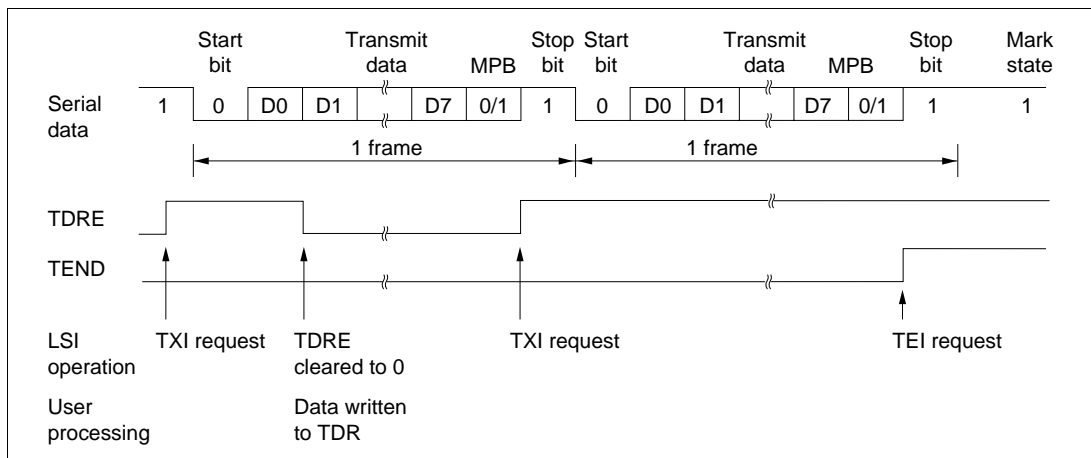 Start bit
Transmit data
MPB
Stop bit
Start bit
Transmit data
MPB
Stop bit
Mark state
Serial data
1 0 D0 D1 D7 0/1 1 0 D0 D1 D7 0/1 1 1
1 frame 1 frame
TDRE
TEND
LSI operation
TXI request
TDRE cleared to 0
TXI request
TEI request
User processing
Data written to TDR